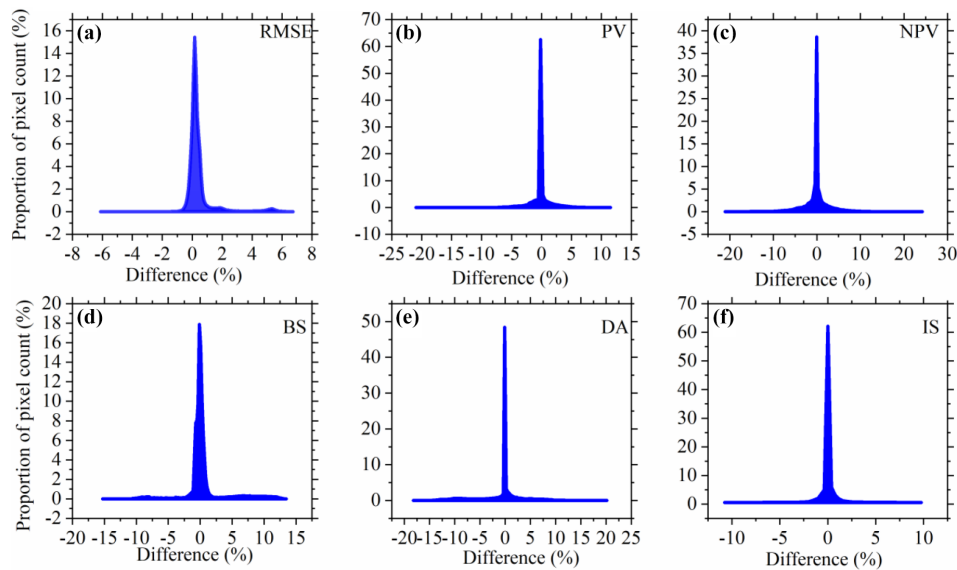 (a) RMSE
Proportion of pixel count (%)
16
14
12
10
8
6
4
2
0
-2
-6 -4 -2 0 2 4 6 8
Difference (%)
(b) PV
70
60
50
40
30
20
10
0
-10
-25 -20 -15 -10 -5 0 5 10 15
Difference (%)
(c) NPV
40
35
30
25
20
15
10
5
0
-5
-20 -10 0 10 20 30
Difference (%)
(d) BS
Proportion of pixel count (%)
20
18
16
14
12
10
8
6
4
2
0
-2
-20 -15 -10 -5 0 5 10 15
Difference (%)
(e) DA
50
40
30
20
10
0
-20 -15 -10 -5 0 5 10 15 20 25
Difference (%)
(f) IS
70
60
50
40
30
20
10
0
-10 -5 0 5 10
Difference (%)